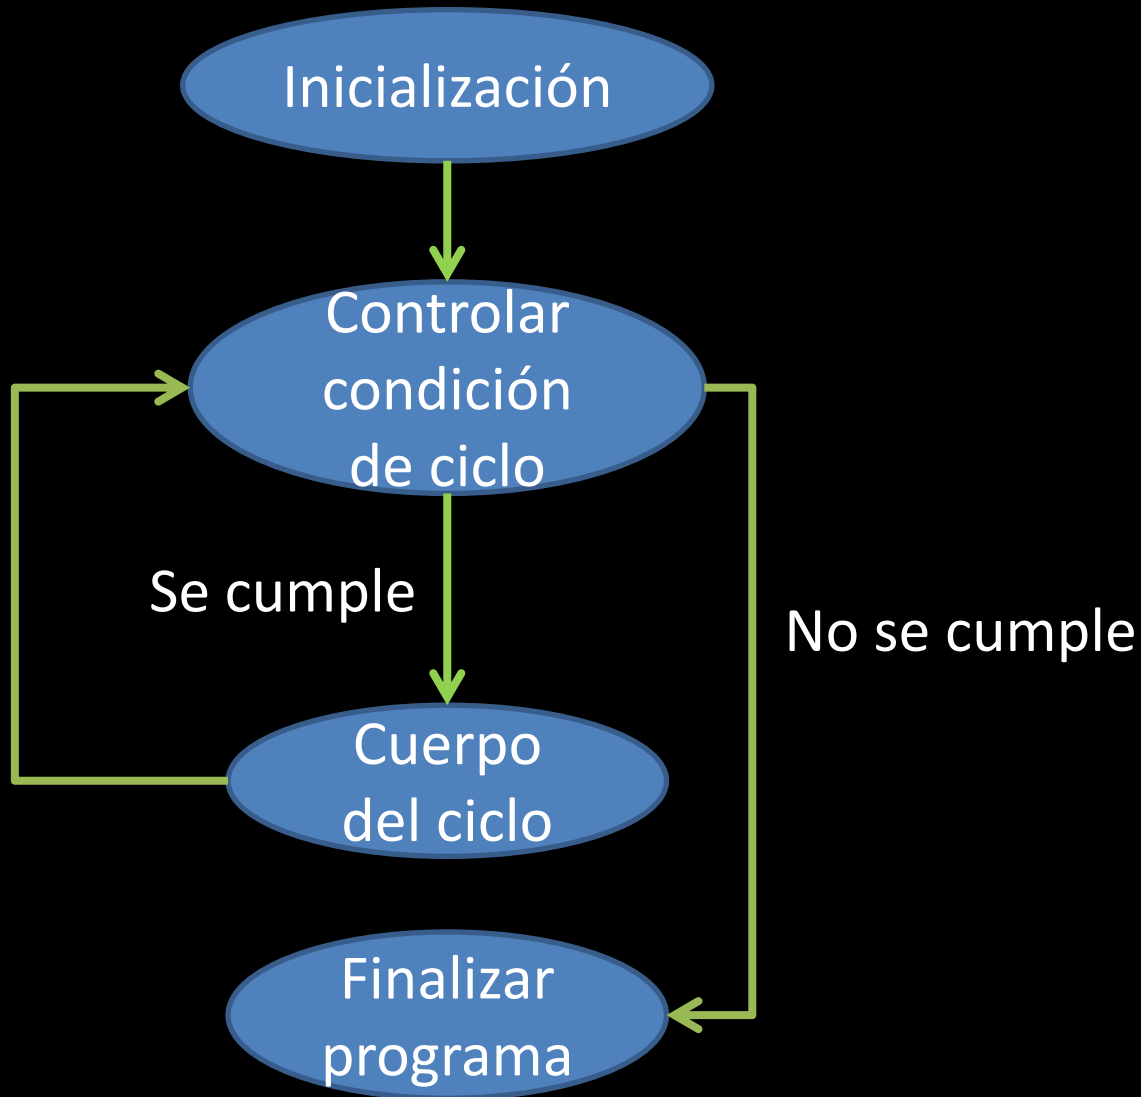 Inicialización
Controlar
condición
de ciclo
Se cumple
No se cumple
Cuerpo
del ciclo
Finalizar
programa